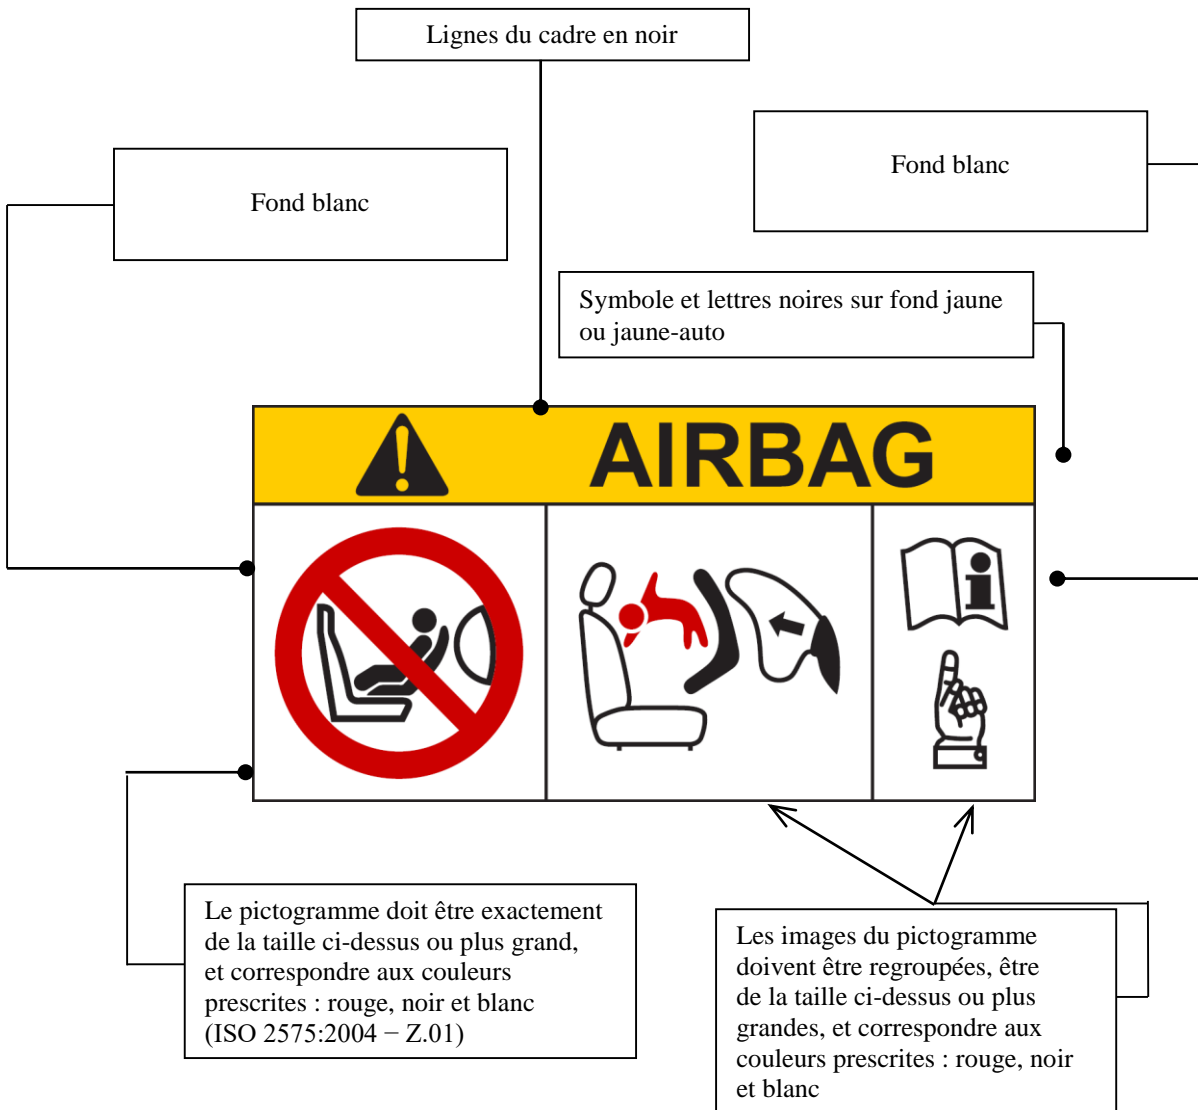 Lignes du cadre en noir
Fond blanc
Fond blanc
Symbole et lettres noires sur fond jaune
ou jaune-auto
AIRBAG
Le pictogramme doit être exactement
de la taille ci-dessus ou plus grand,
et correspondre aux couleurs
prescrites : rouge, noir et blanc
(ISO 2575:2004 − Z.01)
Les images du pictogramme
doivent être regroupées, être
de la taille ci-dessus ou plus
grandes, et correspondre aux
couleurs prescrites : rouge, noir
et blanc